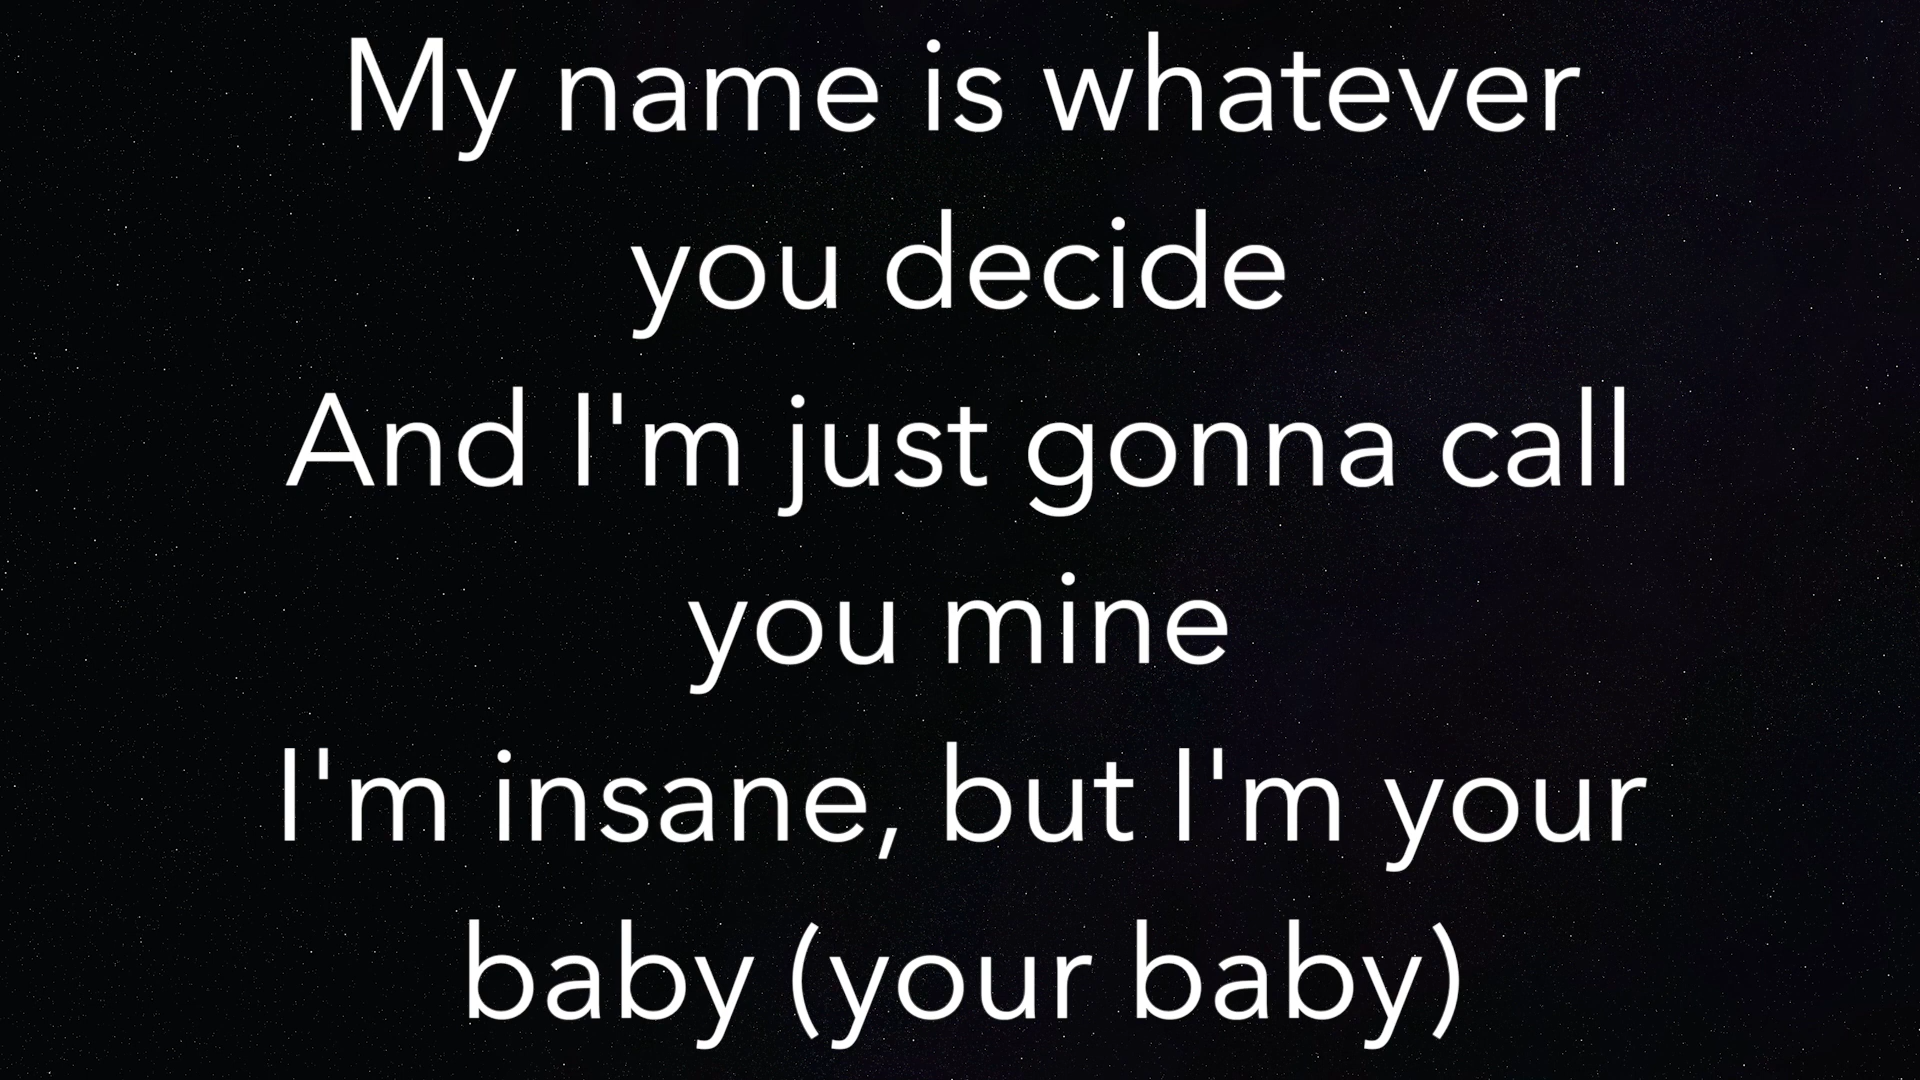 My name is whatever
you decide
And I'm just gonna call
you mine
I'm insane, but I'm your
baby (your baby)